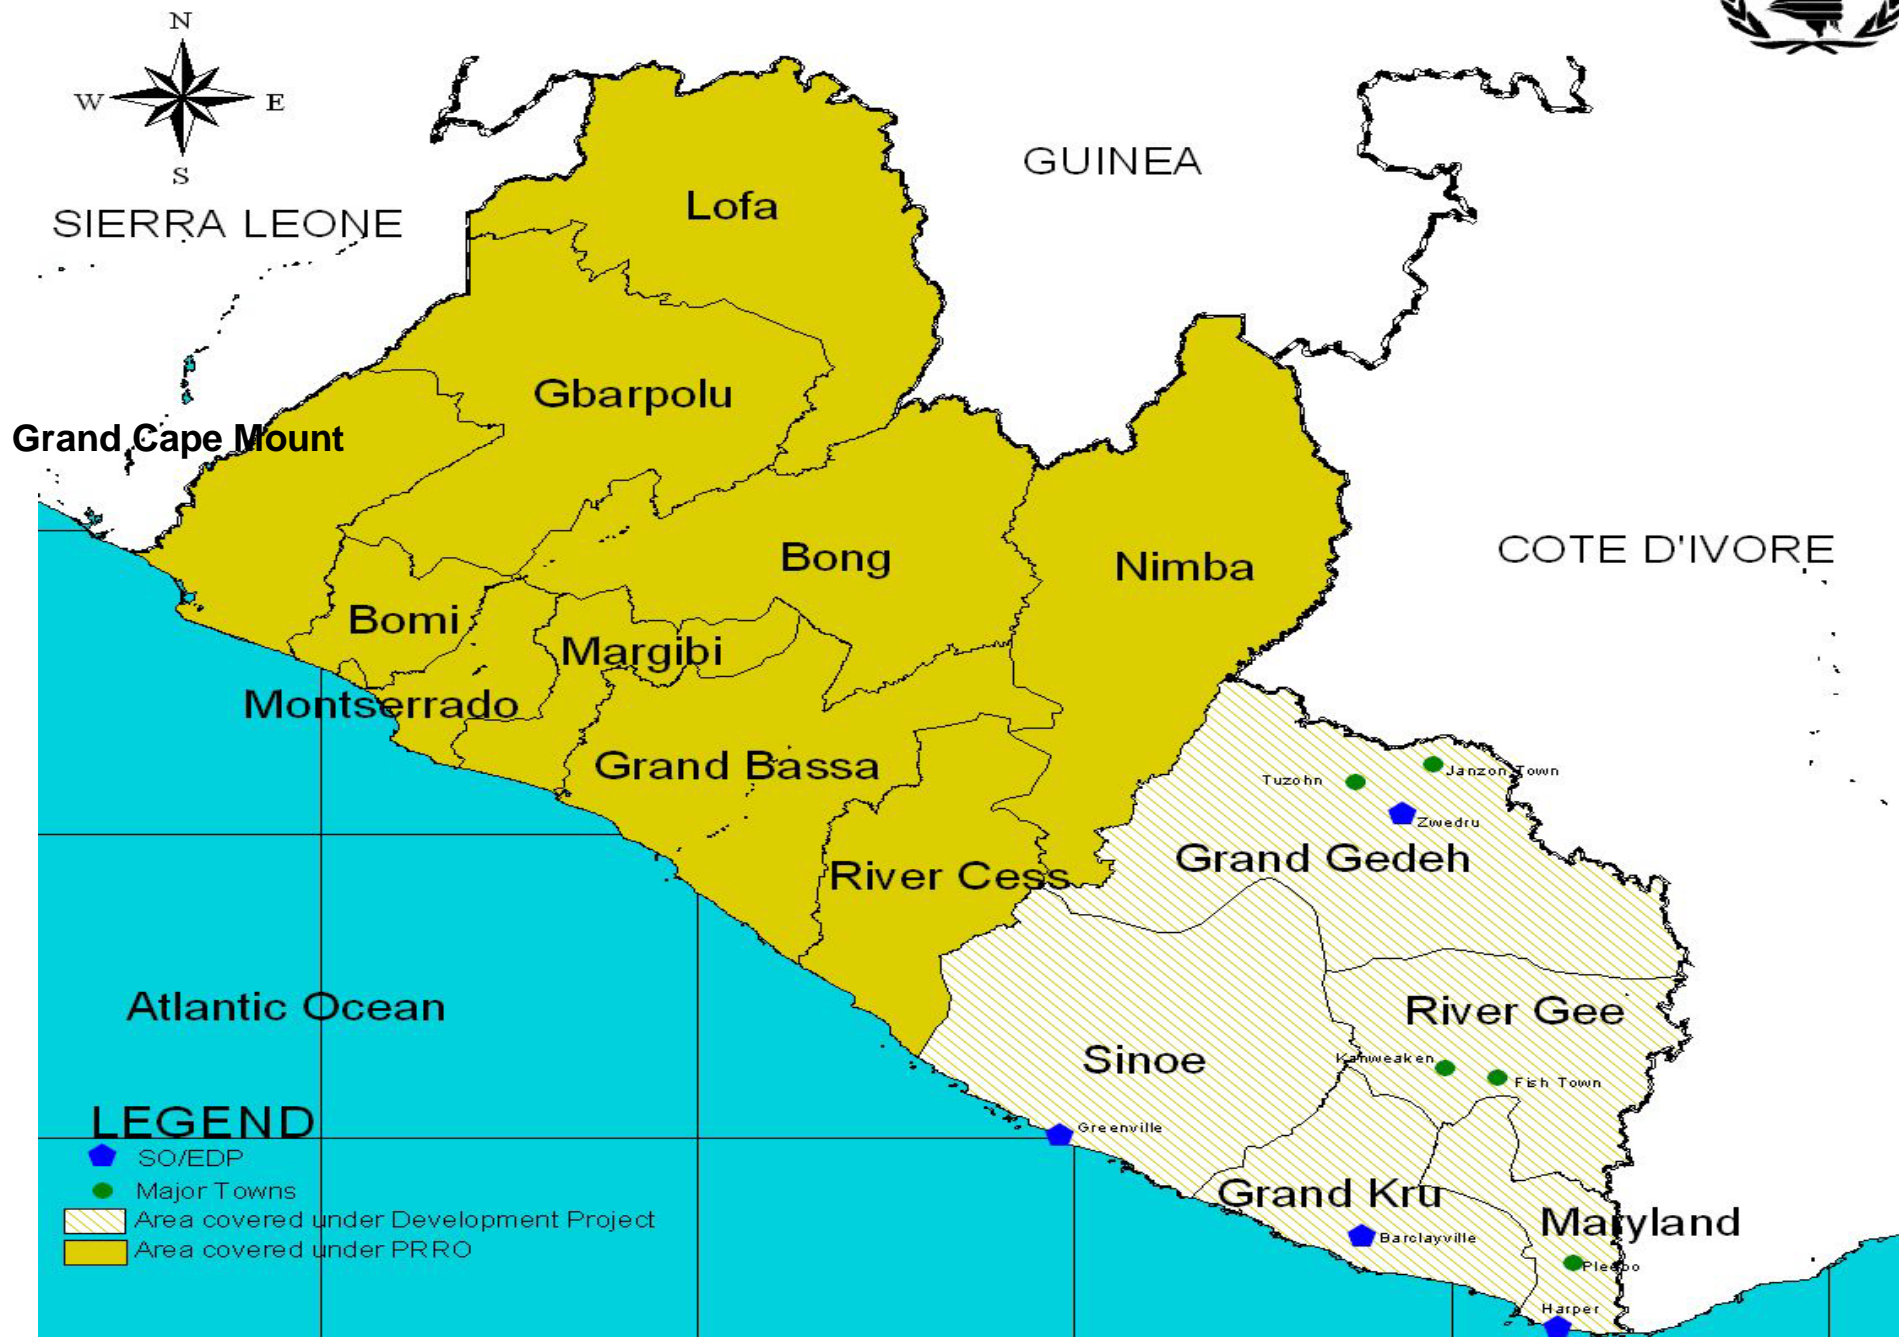 N
W
E
S
GUINEA
SIERRA LEONE
Lofa
Gbarpolu
Grand Cape Mount
COTE D'IVORE
Bong
Nimba
Bomi
Margibi
Montserrado
Grand Bassa
Janzon Town
Tuzohn
Zwedru
Grand Gedeh
River Cess
Atlantic Ocean
River Gee
Sinoe
Kanweaken
Fish Town
LEGEND
Greenville
SO/EDP
Major Towns
Grand Kru
Area covered under Development Project
Maryland
Barclayville
Area covered under PRRO
Pleebo
Harper